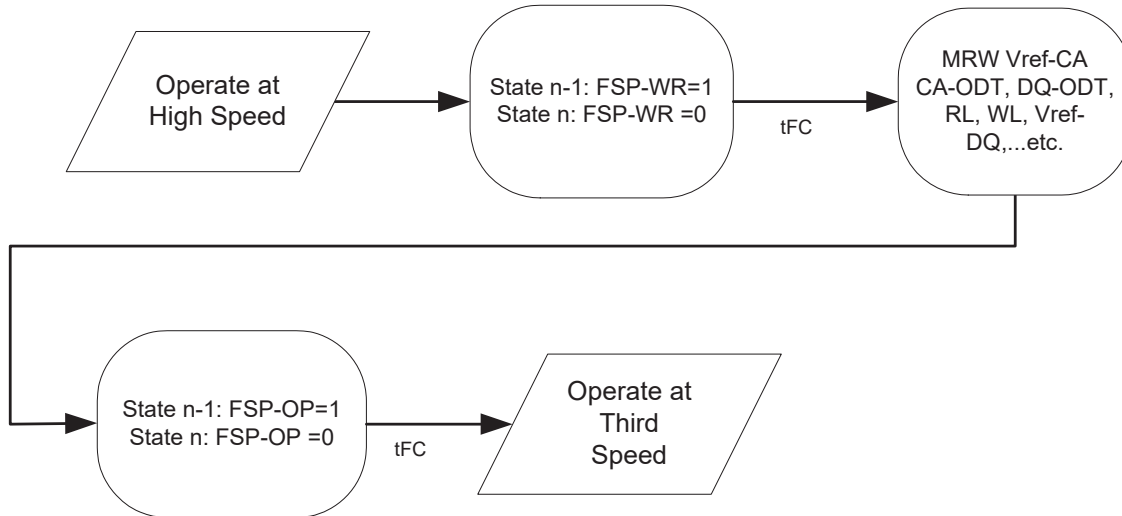 Operate at
High Speed
State n-1: FSP-WR=1
State n: FSP-WR =0
tFC
MRW Vref-CA
CA-ODT, DQ-ODT,
RL, WL, Vref-
DQ,...etc.
State n-1: FSP-OP=1
State n: FSP-OP =0
tFC
Operate at
Third
Speed